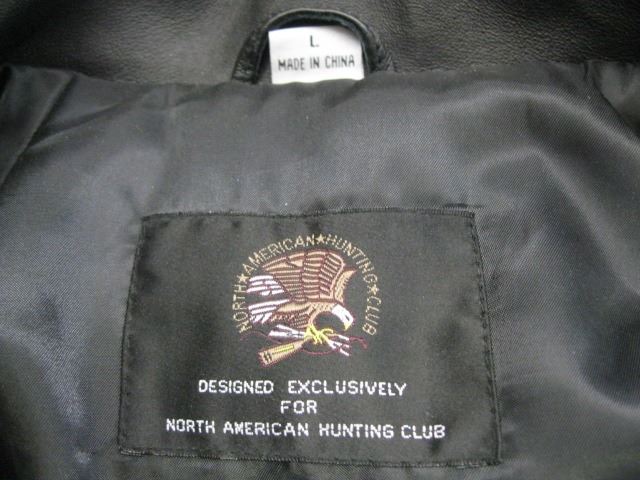 L
MADE IN CHINA
NORTH★AMERICAN★HUNTING★CLUB
DESIGNED EXCLUSIVELY
FOR
NORTH AMERICAN HUNTING CLUB